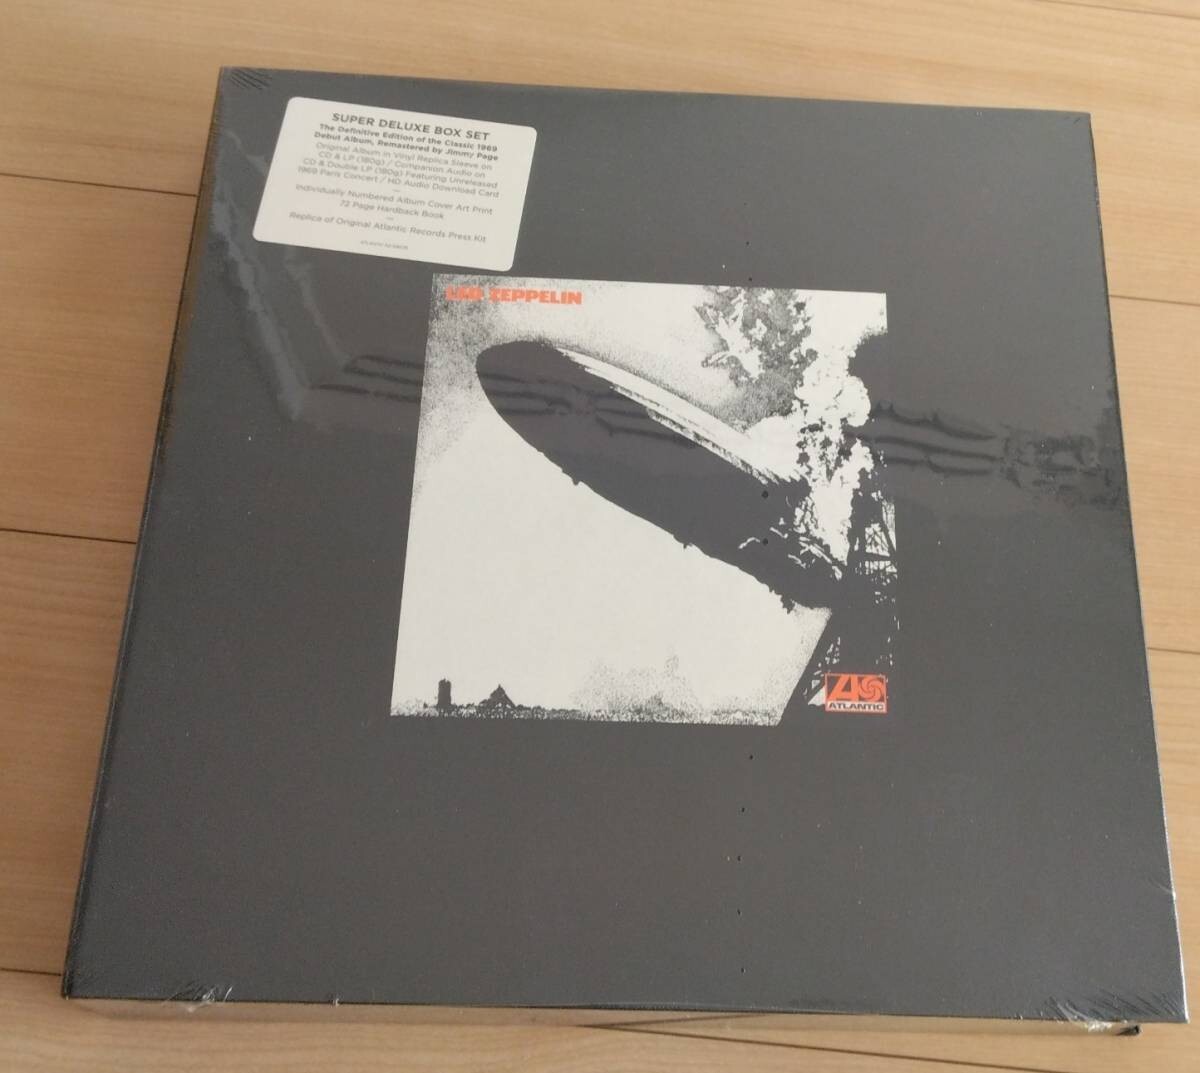 SUPER DELUXE BOX SET
The Definitive Edition of the Classic 1969
Debut Album, Remastered by Jimmy Page
Original Album in Vinyl Replica Sleeve on
CD & LP (180g) / Companion Audio on
CD & Double LP (180g) Featuring Unreleased
1969 Paris Concert / HD Audio Download Card
—
Individually Numbered Album Cover Art Print
72 Page Hardback Book
—
Replica of Original Atlantic Records Press Kit
LED ZEPPELIN
ATLANTIC